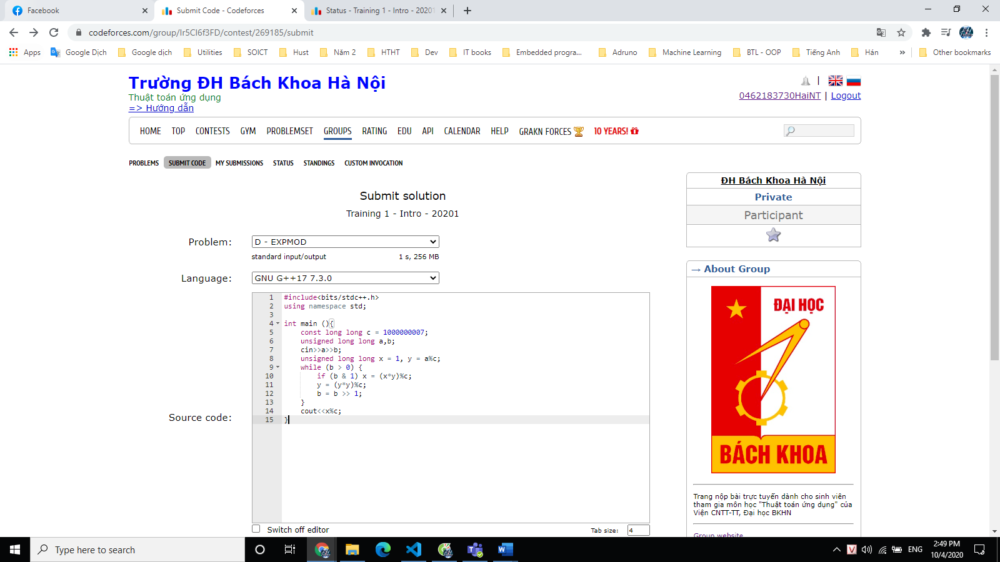 Facebook
Submit Code - Codeforces
Status - Training 1 - Intro - 20201
codeforces.com/group/lr5Cl6f3FD/contest/269185/submit
Apps Google Dịch Google dịch Utilities SOICT Hust Năm 2 HTHT Dev IT books Embedded progra... Adruno Machine Learning BTL - OOP Tiếng Anh Hán » Other bookmarks
Trường ĐH Bách Khoa Hà Nội
Thuật toán ứng dụng
=> Hướng dẫn
|
0462183730HaiNT | Logout
HOME TOP CONTESTS GYM PROBLEMSET GROUPS RATING EDU API CALENDAR HELP GRAKN FORCES 10 YEARS!
PROBLEMS SUBMIT CODE MY SUBMISSIONS STATUS STANDINGS CUSTOM INVOCATION
Submit solution
Training 1 - Intro - 20201
Problem: D - EXPMOD
standard input/output 1 s, 256 MB
Language: GNU G++17 7.3.0
Source code:
1 #include<bits/stdc++.h>
2 using namespace std;
3
4 int main (){
5 const long long c = 1000000007;
6 unsigned long long a,b;
7 cin>>a>>b;
8 unsigned long long x = 1, y = a%c;
9 while (b > 0) {
10 if (b & 1) x = (x*y)%c;
11 y = (y*y)%c;
12 b = b >> 1;
13 }
14 cout<<x%c;
15 }
Switch off editor
Tab size: 4
ĐH Bách Khoa Hà Nội
Private
Participant
→ About Group
ĐẠI HỌC
BÁCH KHOA
Trang nộp bài trực tuyến dành cho sinh viên
tham gia môn học "Thuật toán ứng dụng" của
Viện CNTT-TT, Đại học BKHN
Group website
Type here to search
ENG
2:49 PM
10/4/2020